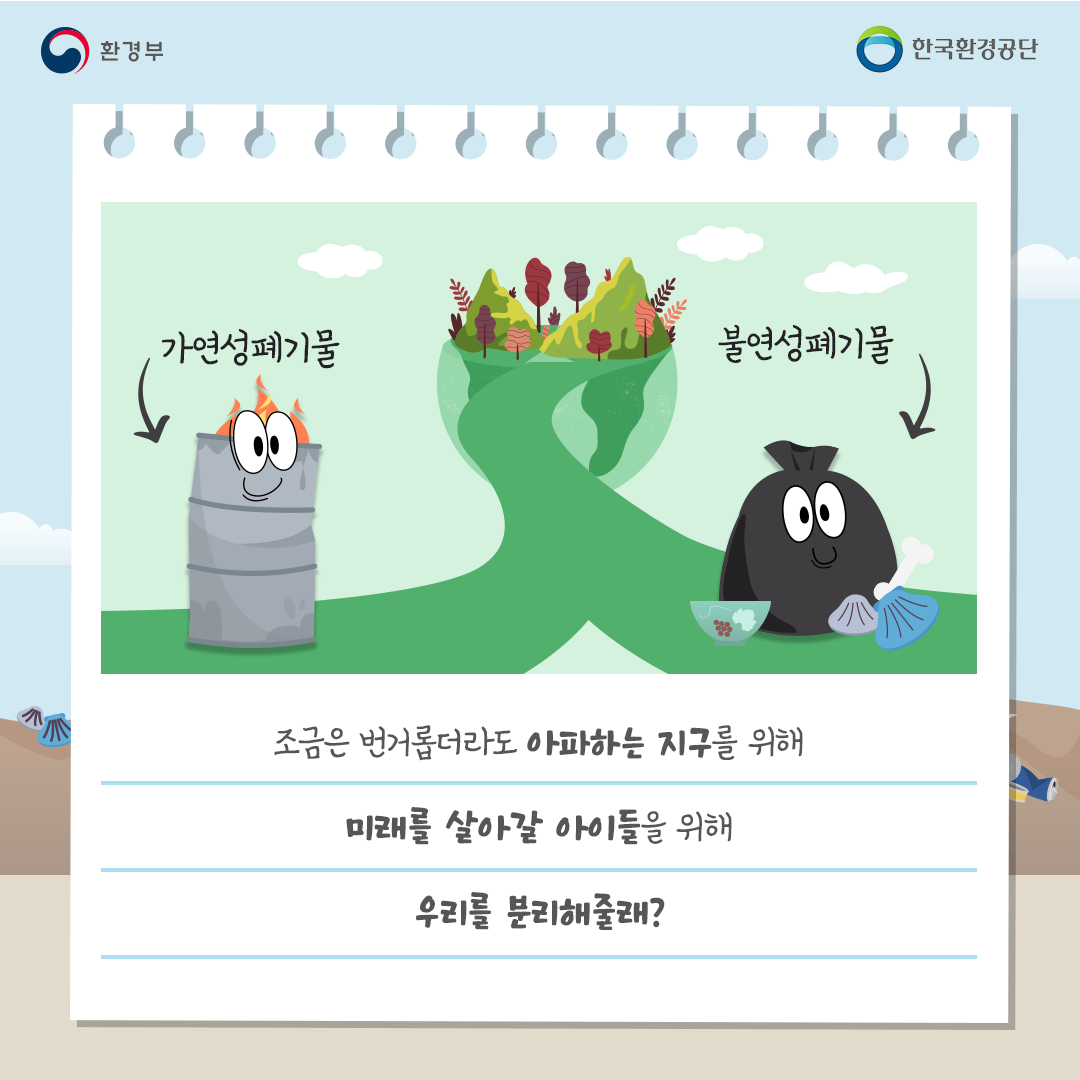 환경부
한국환경공단
가연성폐기물
불연성폐기물
조금은 번거롭더라도 아파하는 지구를 위해
미래를 살아갈 아이들을 위해
우리를 분리해줄래?